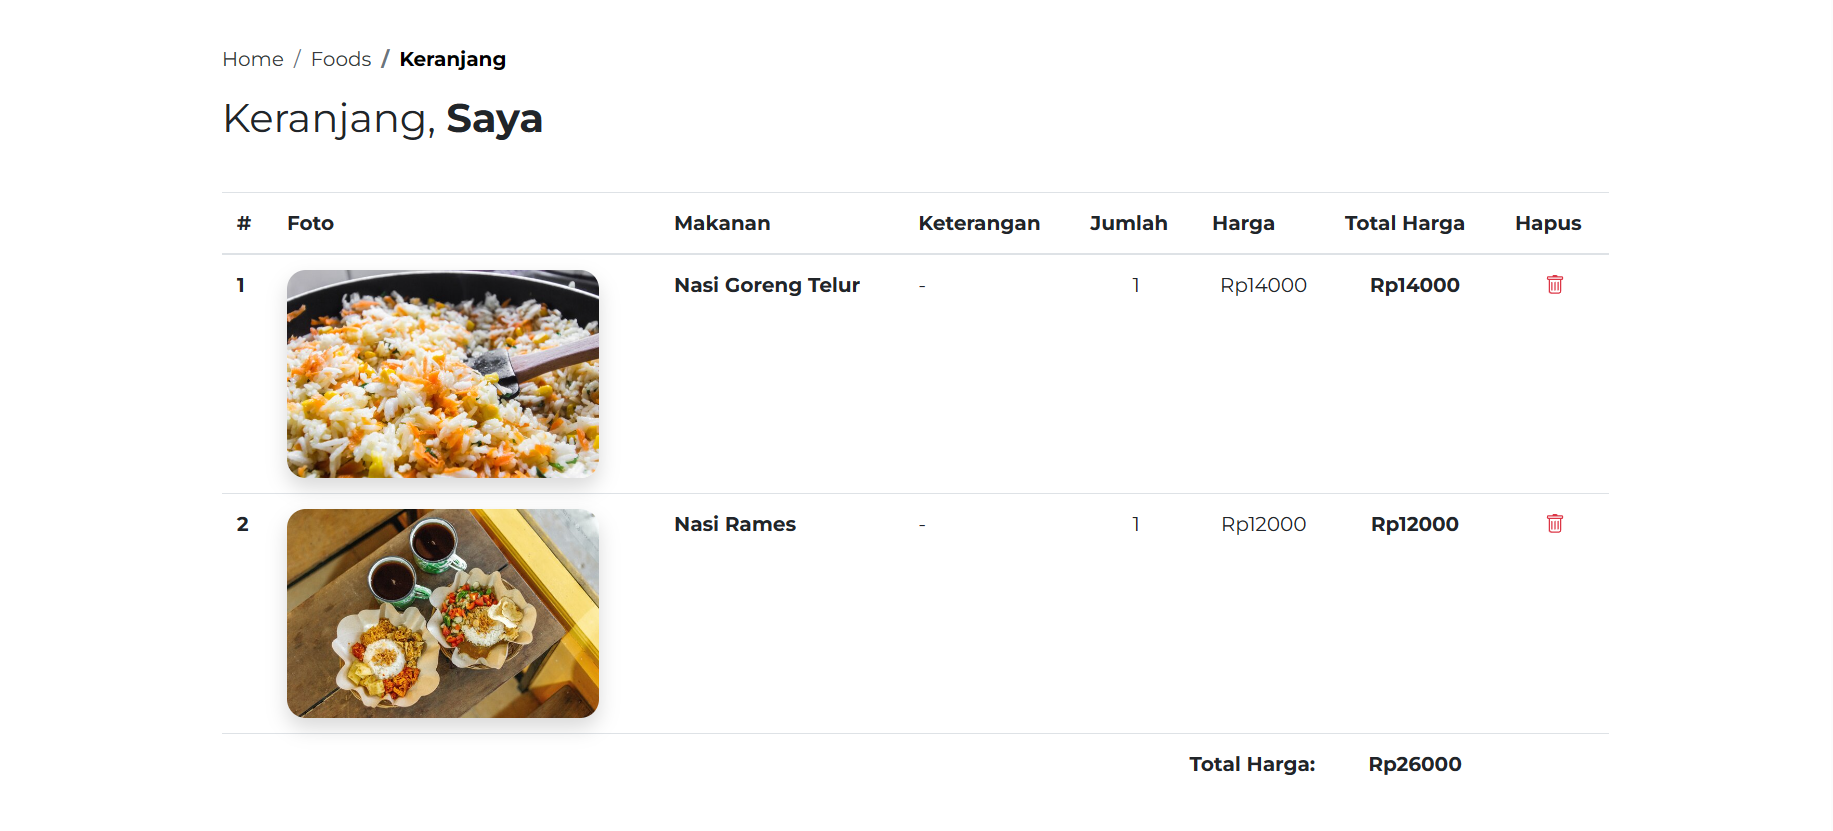 Home / Foods / Keranjang
Keranjang, Saya
# Foto Makanan Keterangan Jumlah Harga Total Harga Hapus
1 Nasi Goreng Telur - 1 Rp14000 Rp14000
2 Nasi Rames - 1 Rp12000 Rp12000
Total Harga: Rp26000